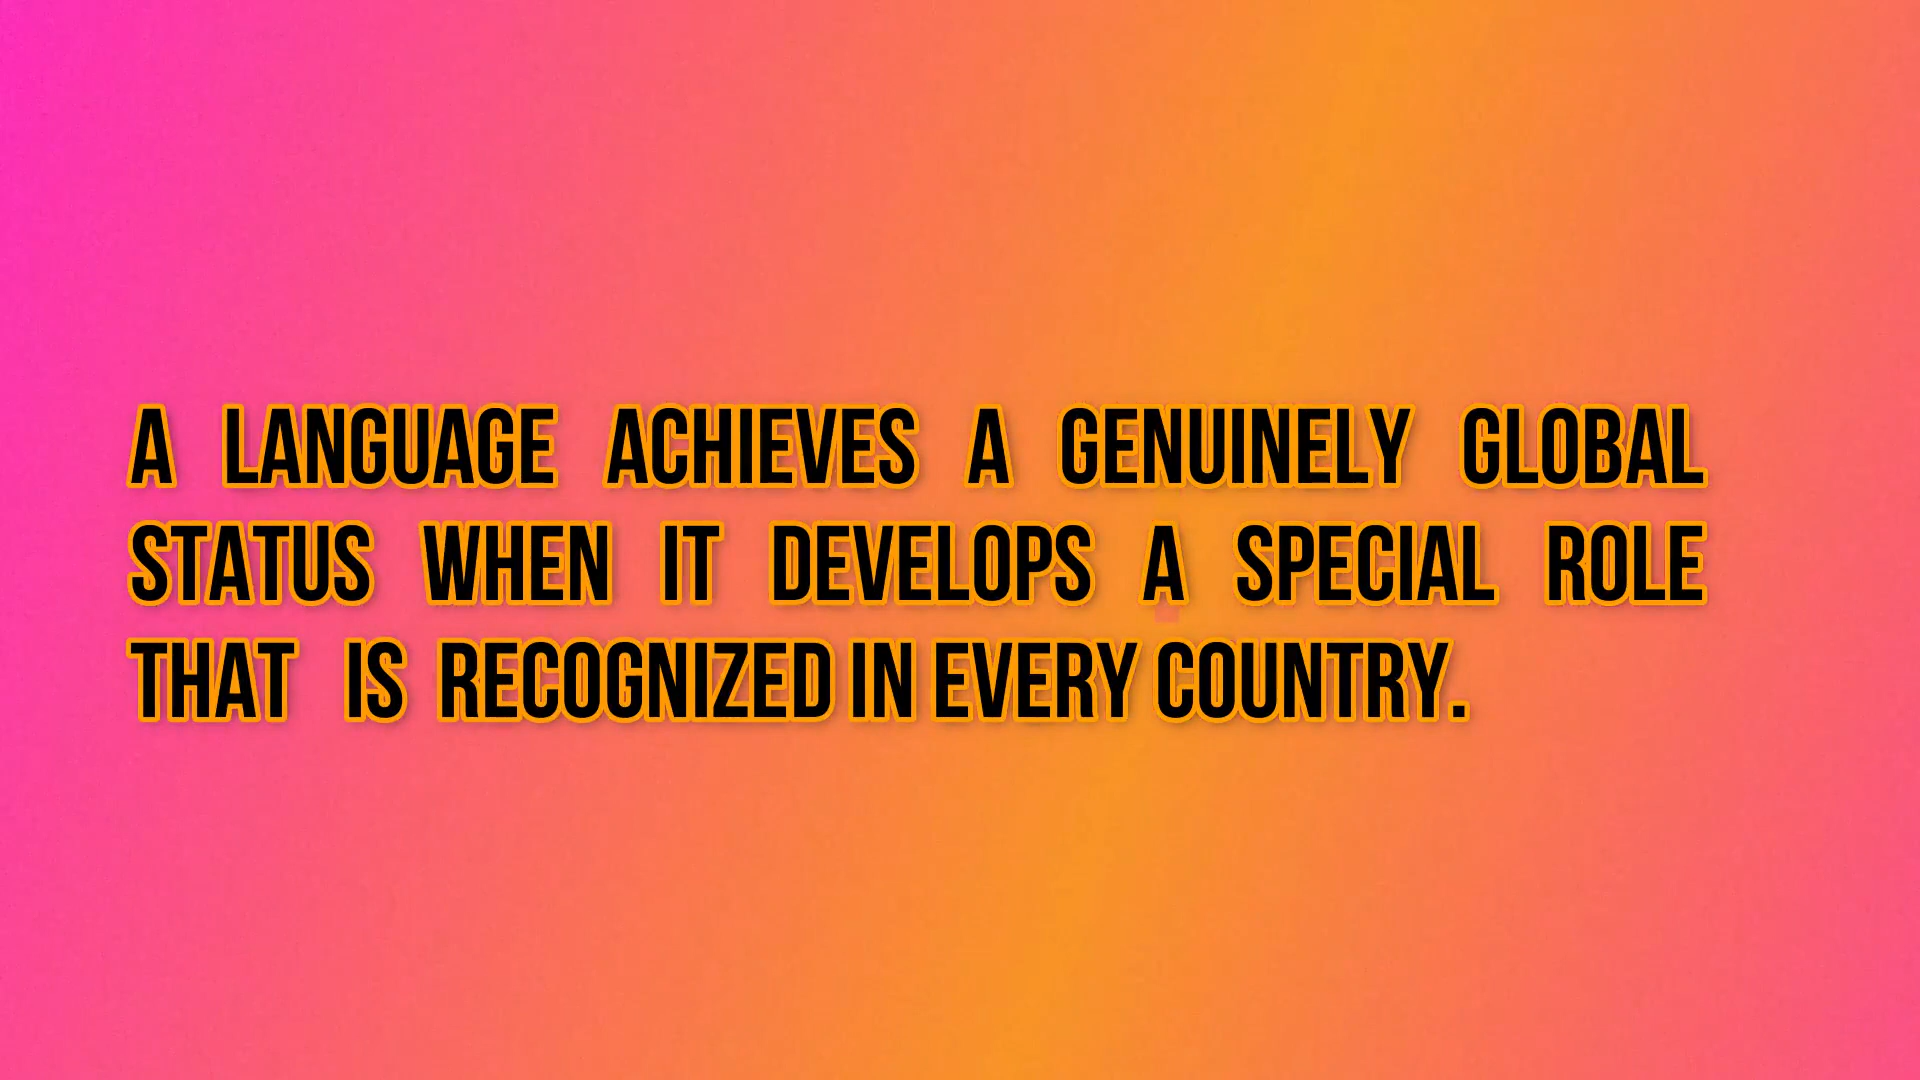 A LANGUAGE ACHIEVES A GENUINELY GLOBAL
STATUS WHEN IT DEVELOPS A SPECIAL ROLE
THAT IS RECOGNIZED IN EVERY COUNTRY.